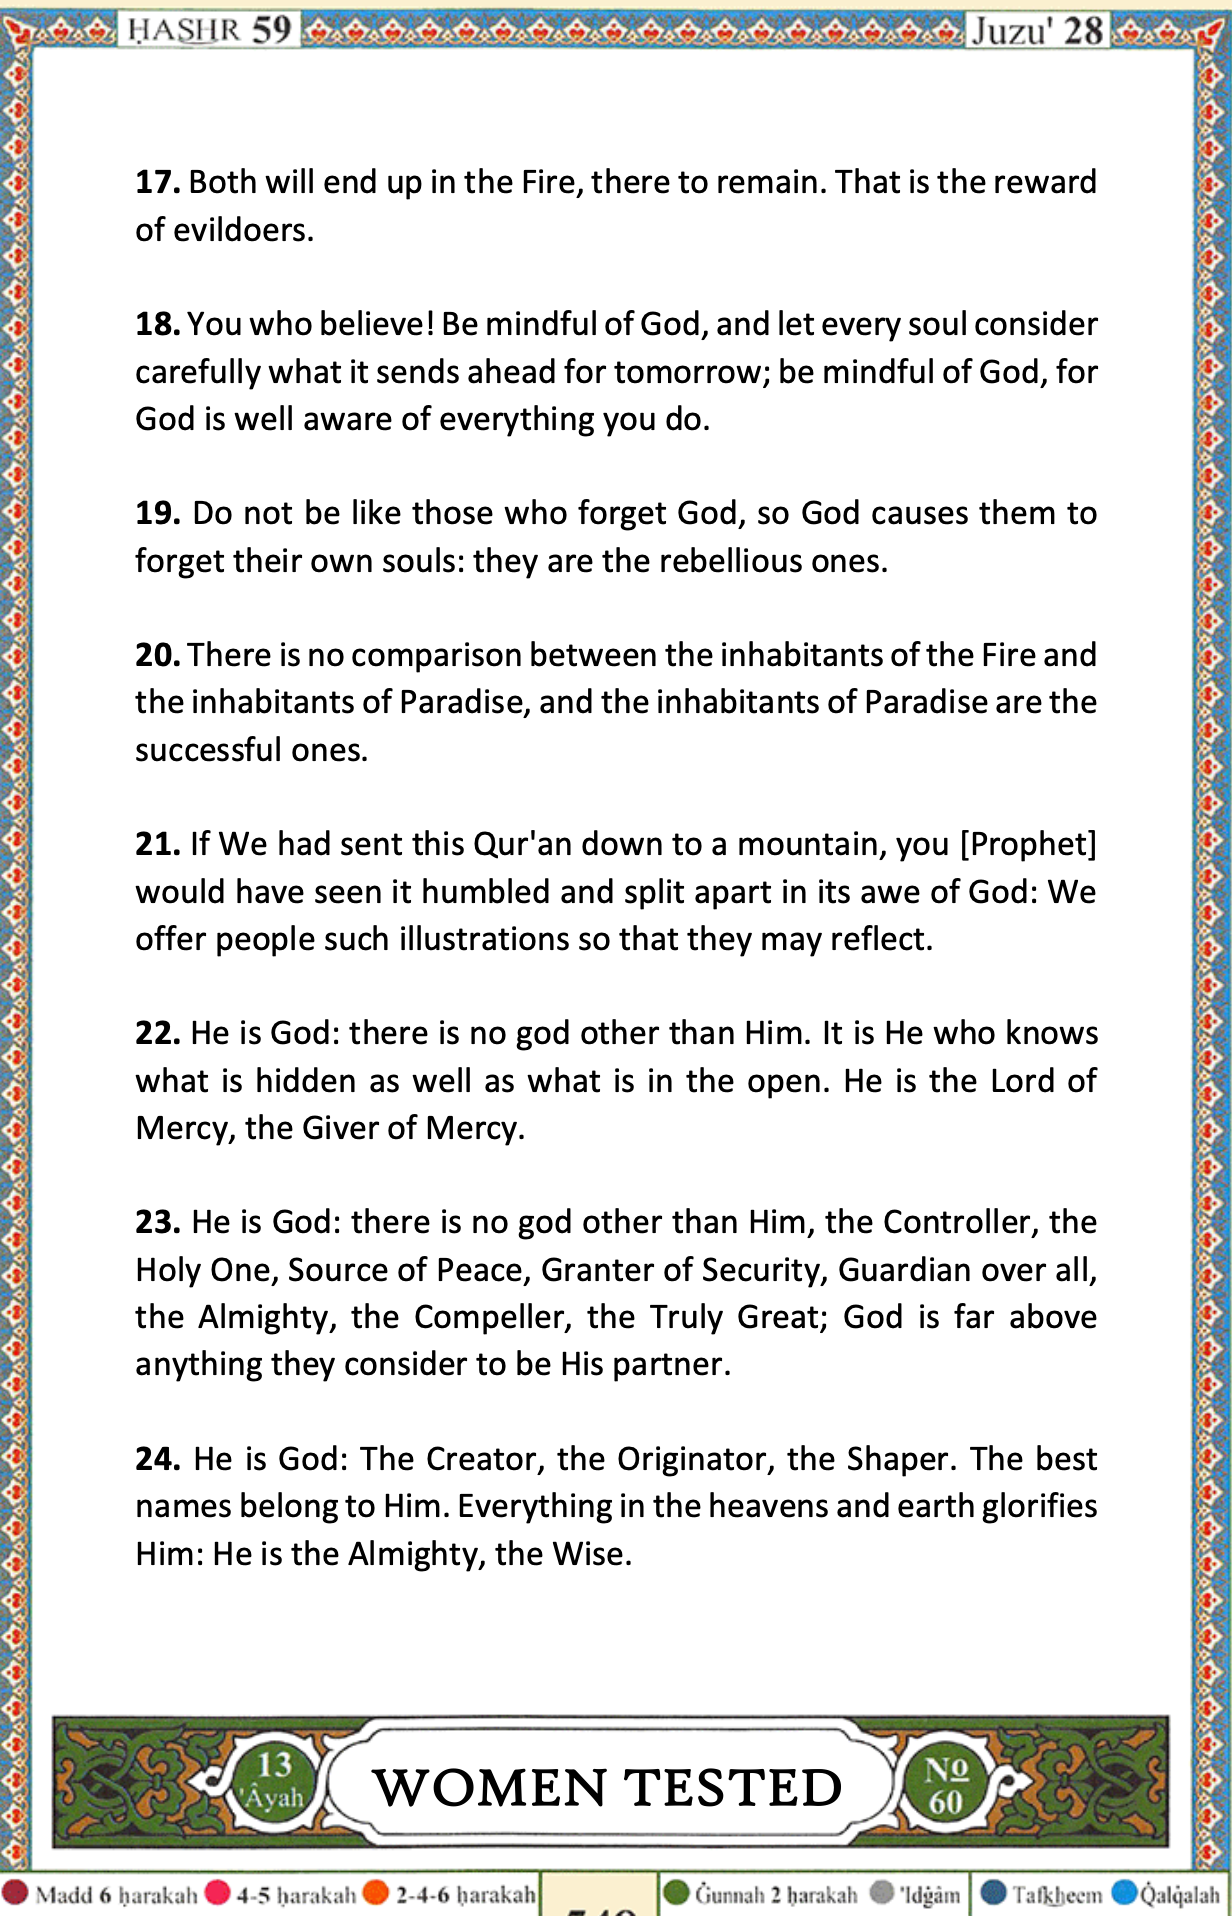 ḤASHR 59
Juzu' 28
17. Both will end up in the Fire, there to remain. That is the reward
of evildoers.
18. You who believe! Be mindful of God, and let every soul consider
carefully what it sends ahead for tomorrow; be mindful of God, for
God is well aware of everything you do.
19. Do not be like those who forget God, so God causes them to
forget their own souls: they are the rebellious ones.
20. There is no comparison between the inhabitants of the Fire and
the inhabitants of Paradise, and the inhabitants of Paradise are the
successful ones.
21. If We had sent this Qur'an down to a mountain, you [Prophet]
would have seen it humbled and split apart in its awe of God: We
offer people such illustrations so that they may reflect.
22. He is God: there is no god other than Him. It is He who knows
what is hidden as well as what is in the open. He is the Lord of
Mercy, the Giver of Mercy.
23. He is God: there is no god other than Him, the Controller, the
Holy One, Source of Peace, Granter of Security, Guardian over all,
the Almighty, the Compeller, the Truly Great; God is far above
anything they consider to be His partner.
24. He is God: The Creator, the Originator, the Shaper. The best
names belong to Him. Everything in the heavens and earth glorifies
Him: He is the Almighty, the Wise.
13
'Âyah
WOMEN TESTED
No
60
Madd 6 ḥarakah 4-5 ḥarakah 2-4-6 ḥarakah
Ġunnah 2 ḥarakah 'Idġâm Tafkheem Qalqalah